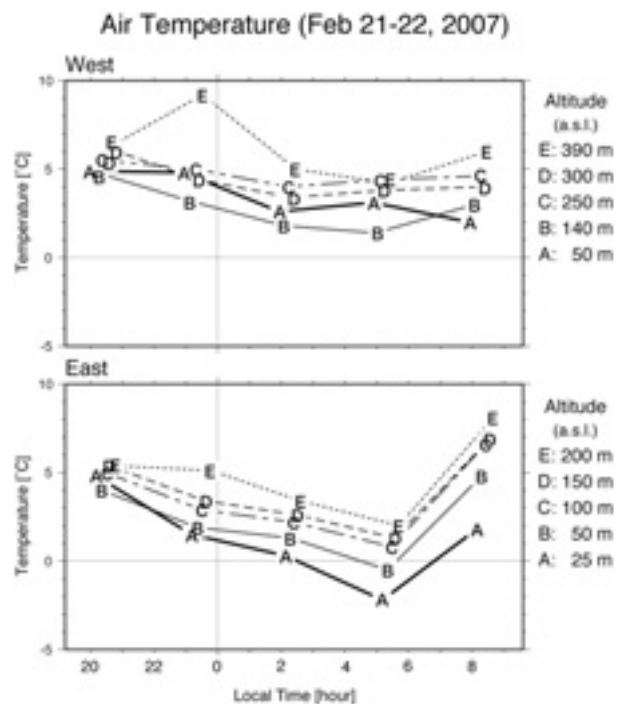 Air Temperature (Feb 21-22, 2007)
West
10
5
0
-5
Temperature [˚C]
A A A A A
B B B B B
C C C C C
D D D D D
E E E E E
Altitude
(a.s.l.)
E: 390 m
D: 300 m
C: 250 m
B: 140 m
A: 50 m
East
10
5
0
-5
Temperature [˚C]
A A A A A
B B B B B
C C C C C
D D D D D
E E E E E
Altitude
(a.s.l.)
E: 200 m
D: 150 m
C: 100 m
B: 50 m
A: 25 m
20 22 0 2 4 6 8
Local Time [hour]